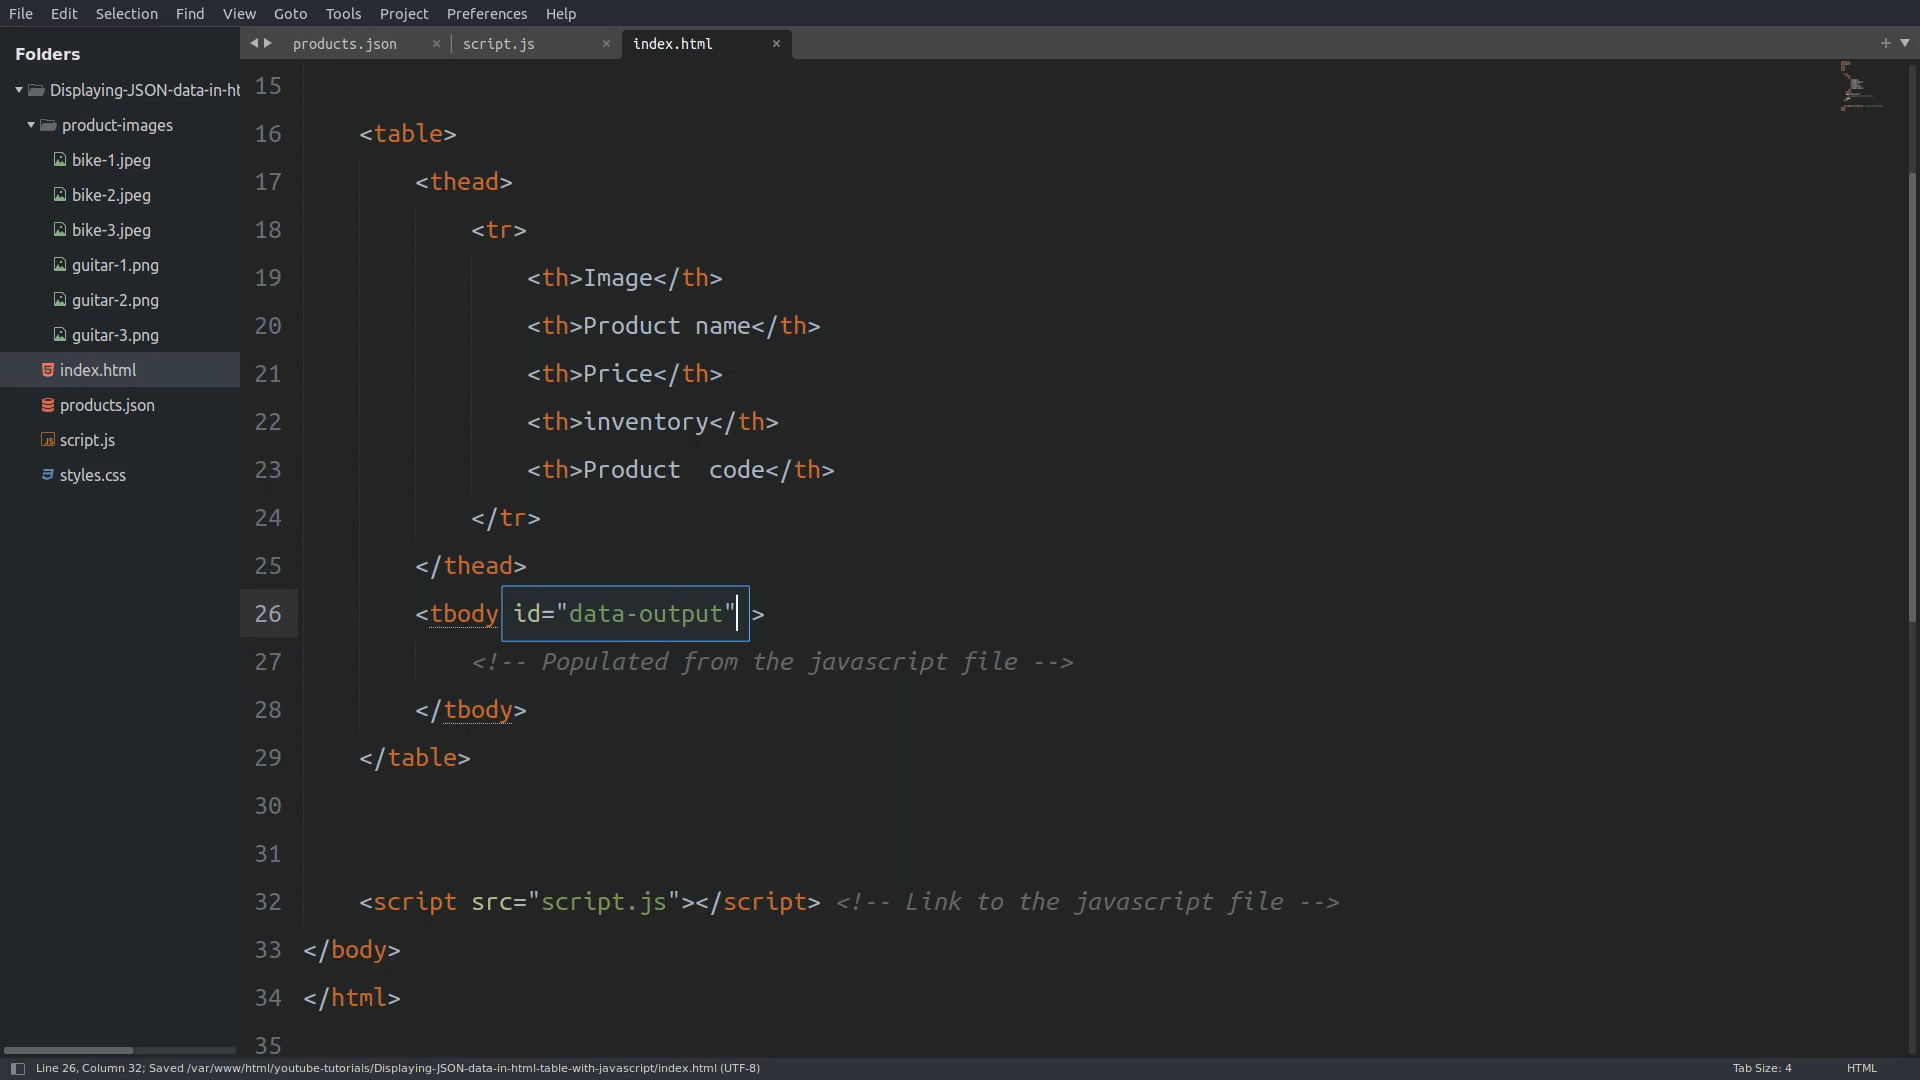 File Edit Selection Find View Goto Tools Project Preferences Help
Folders
Displaying-JSON-data-in-ht
product-images
bike-1.jpeg
bike-2.jpeg
bike-3.jpeg
guitar-1.png
guitar-2.png
guitar-3.png
index.html
products.json
script.js
styles.css
products.json × script.js × index.html ×
15
16 <table>
17 <thead>
18 <tr>
19 <th>Image</th>
20 <th>Product name</th>
21 <th>Price</th>
22 <th>inventory</th>
23 <th>Product  code</th>
24 </tr>
25 </thead>
26 <tbody id="data-output" >
27 <!-- Populated from the javascript file -->
28 </tbody>
29 </table>
30
31
32 <script src="script.js"></script> <!-- Link to the javascript file -->
33 </body>
34 </html>
35
Line 26, Column 32; Saved /var/www/html/youtube-tutorials/Displaying-JSON-data-in-html-table-with-javascript/index.html (UTF-8) Tab Size: 4 HTML